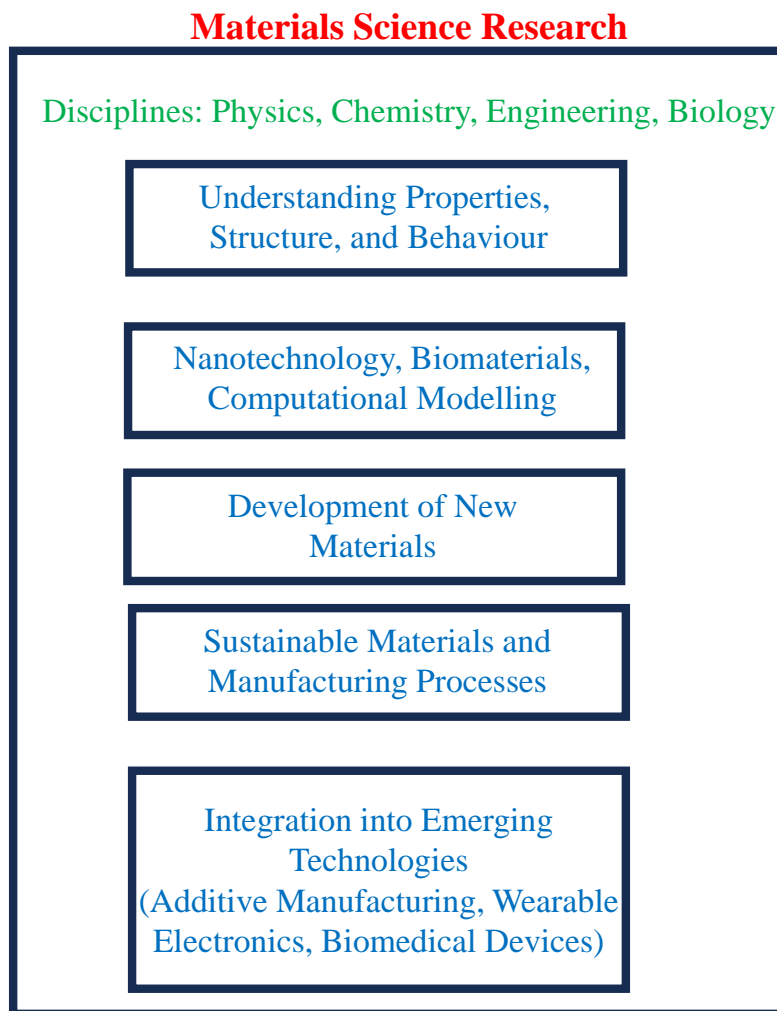 Materials Science Research
Disciplines: Physics, Chemistry, Engineering, Biology
Understanding Properties,
Structure, and Behaviour
Nanotechnology, Biomaterials,
Computational Modelling
Development of New
Materials
Sustainable Materials and
Manufacturing Processes
Integration into Emerging
Technologies
(Additive Manufacturing, Wearable
Electronics, Biomedical Devices)